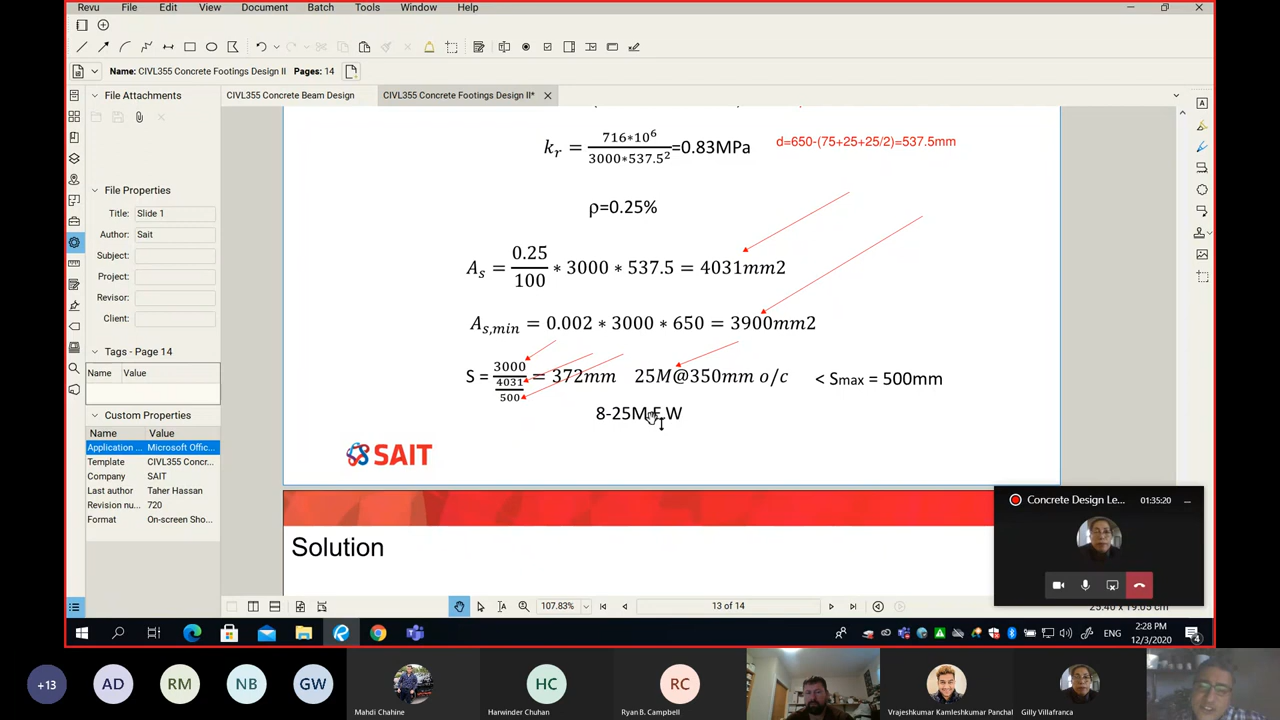 Revu File Edit View Document Batch Tools Window Help
Name: CIVL355 Concrete Footings Design II Pages: 14
File Attachments
CIVL355 Concrete Beam Design CIVL355 Concrete Footings Design II*
File Properties
Title: Slide 1
Author: Sait
Subject:
Project:
Revision:
Client:
Tags - Page 14
Name Value
Custom Properties
Name Value
Application ... Microsoft Offic...
Template CIVL355 Concr...
Company SAIT
Last author Taher Hassan
Revision nu... 720
Format On-screen Sho...
k_r = 716*10^6 / 3000*537.5^2 =0.83MPa
d=650-(75+25+25/2)=537.5mm
ρ=0.25%
A_s = 0.25/100 * 3000 * 537.5 = 4031mm2
A_s,min = 0.002 * 3000 * 650 = 3900mm2
S = 3000 / (4031/500) = 372mm 25M@350mm o/c < Smax = 500mm
8-25M E.W
SAIT
Solution
Concrete Design Le... 01:35:20
107.83% 13 of 14
25.40 x 19.05 cm
ENG 2:28 PM 12/3/2020 4
+13 AD RM NB GW HC RC
Mahdi Chahine Harwinder Chuhan Ryan B. Campbell Vrajeshkumar Kamleshkumar Panchal Gilly Villafranca